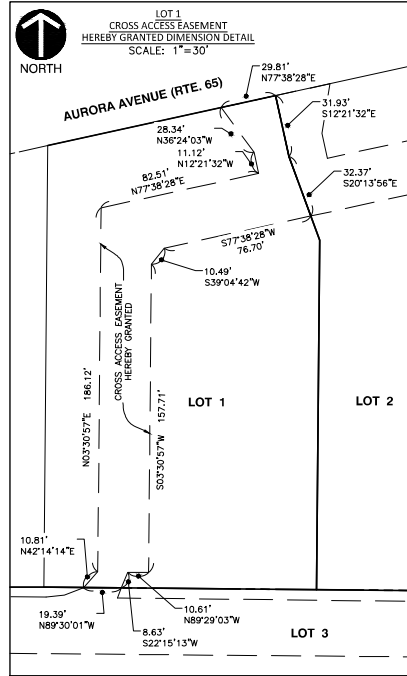 LOT 1
CROSS ACCESS EASEMENT
HEREBY GRANTED DIMENSION DETAIL
SCALE: 1"=30'
NORTH
AURORA AVENUE (RTE. 65)
29.81'
N77°38'28"E
31.93'
S12°21'32"E
28.34'
N36°24'03"W
11.12'
N12°21'32"W
82.51'
N77°38'28"E
32.37'
S20°13'56"E
S77°38'28"W
76.70'
10.49'
S39°04'42"W
CROSS ACCESS EASEMENT
HEREBY GRANTED
N03°30'57"E 186.12'
S03°30'57"W 157.71'
LOT 1
LOT 2
10.81'
N42°14'14"E
19.39'
N89°30'01"W
10.61'
N89°29'03"W
8.63'
S22°15'13"W
LOT 3